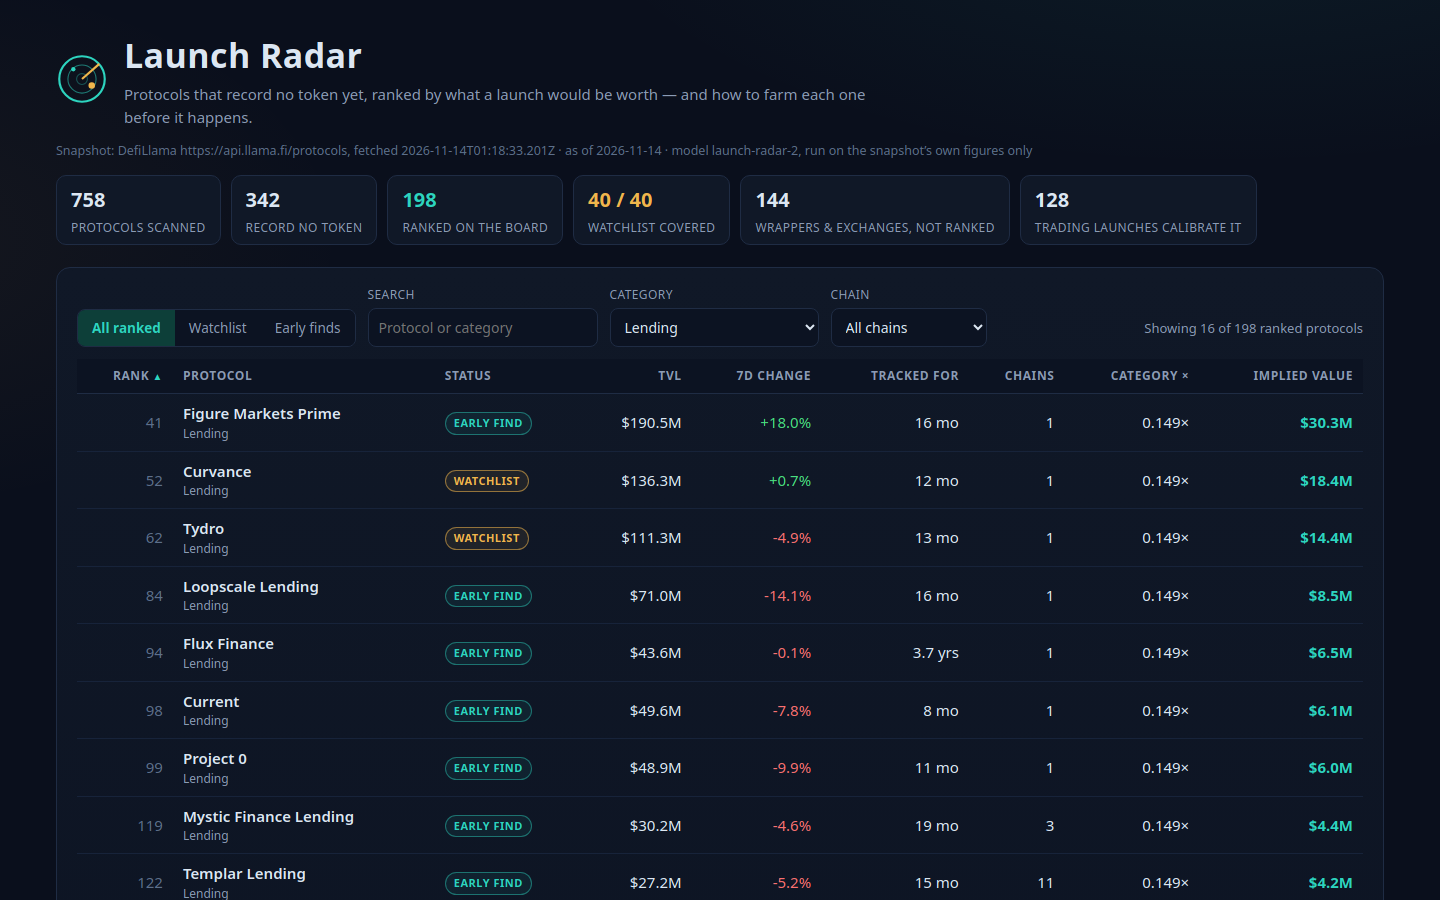 Launch Radar
Protocols that record no token yet, ranked by what a launch would be worth — and how to farm each one
before it happens.
Snapshot: DefiLlama https://api.llama.fi/protocols, fetched 2026-11-14T01:18:33.201Z · as of 2026-11-14 · model launch-radar-2, run on the snapshot's own figures only
758
PROTOCOLS SCANNED
342
RECORD NO TOKEN
198
RANKED ON THE BOARD
40 / 40
WATCHLIST COVERED
144
WRAPPERS & EXCHANGES, NOT RANKED
128
TRADING LAUNCHES CALIBRATE IT
SEARCH CATEGORY CHAIN
All ranked Watchlist Early finds Protocol or category Lending All chains Showing 16 of 198 ranked protocols
RANK ▲ PROTOCOL STATUS TVL 7D CHANGE TRACKED FOR CHAINS CATEGORY × IMPLIED VALUE
41 Figure Markets Prime EARLY FIND $190.5M +18.0% 16 mo 1 0.149× $30.3M
Lending
52 Curvance WATCHLIST $136.3M +0.7% 12 mo 1 0.149× $18.4M
Lending
62 Tydro WATCHLIST $111.3M -4.9% 13 mo 1 0.149× $14.4M
Lending
84 Loopscale Lending EARLY FIND $71.0M -14.1% 16 mo 1 0.149× $8.5M
Lending
94 Flux Finance EARLY FIND $43.6M -0.1% 3.7 yrs 1 0.149× $6.5M
Lending
98 Current EARLY FIND $49.6M -7.8% 8 mo 1 0.149× $6.1M
Lending
99 Project 0 EARLY FIND $48.9M -9.9% 11 mo 1 0.149× $6.0M
Lending
119 Mystic Finance Lending EARLY FIND $30.2M -4.6% 19 mo 3 0.149× $4.4M
Lending
122 Templar Lending EARLY FIND $27.2M -5.2% 15 mo 11 0.149× $4.2M
Lending